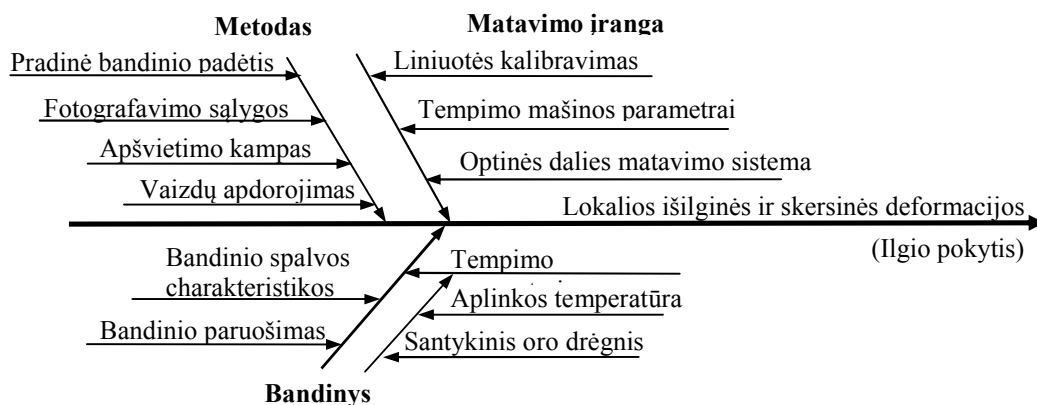 Metodas
Matavimo įranga
Pradinė bandinio padėtis
Liniuotės kalibravimas
Fotografavimo sąlygos
Tempimo mašinos parametrai
Apšvietimo kampas
Optinės dalies matavimo sistema
Vaizdų apdorojimas
Lokalios išilginės ir skersinės deformacijos
(Ilgio pokytis)
Bandinio spalvos
charakteristikos
Tempimo
Aplinkos temperatūra
Bandinio paruošimas
Santykinis oro drėgnis
Bandinys